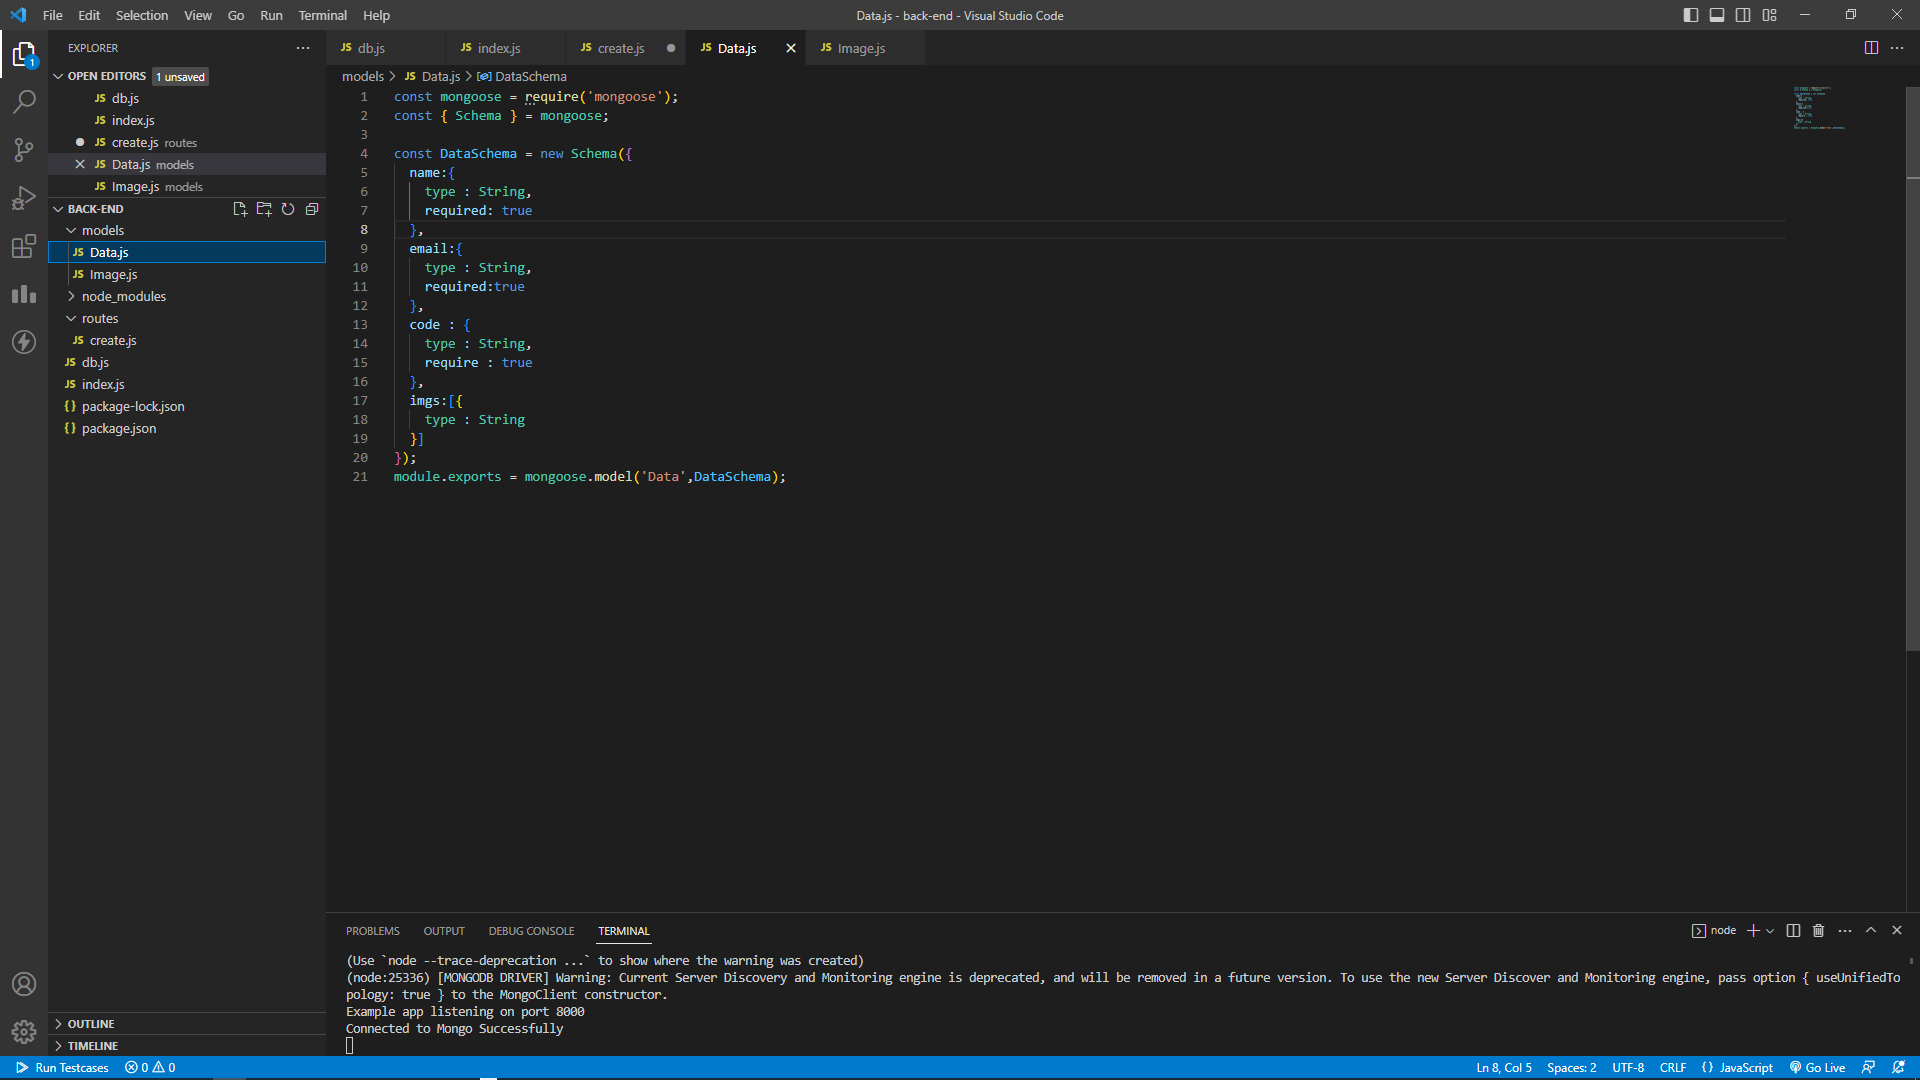 File Edit Selection View Go Run Terminal Help
Data.js - back-end - Visual Studio Code
EXPLORER
OPEN EDITORS 1 unsaved
JS db.js
JS index.js
JS create.js routes
JS Data.js models
JS Image.js models
BACK-END
models
JS Data.js
JS Image.js
node_modules
routes
JS create.js
JS db.js
JS index.js
{} package-lock.json
{} package.json
OUTLINE
TIMELINE
1
JS db.js JS index.js JS create.js JS Data.js JS Image.js
models > JS Data.js > DataSchema
1 const mongoose = require('mongoose');
2 const { Schema } = mongoose;
3
4 const DataSchema = new Schema({
5 name:{
6 type : String,
7 required: true
8 },
9 email:{
10 type : String,
11 required:true
12 },
13 code : {
14 type : String,
15 require : true
16 },
17 imgs:[{
18 type : String
19 }]
20 });
21 module.exports = mongoose.model('Data',DataSchema);
PROBLEMS OUTPUT DEBUG CONSOLE TERMINAL
node
(Use `node --trace-deprecation ...` to show where the warning was created)
(node:25336) [MONGODB DRIVER] Warning: Current Server Discovery and Monitoring engine is deprecated, and will be removed in a future version. To use the new Server Discover and Monitoring engine, pass option { useUnifiedTo
pology: true } to the MongoClient constructor.
Example app listening on port 8000
Connected to Mongo Successfully
Run Testcases 0 0
Ln 8, Col 5 Spaces: 2 UTF-8 CRLF {} JavaScript Go Live